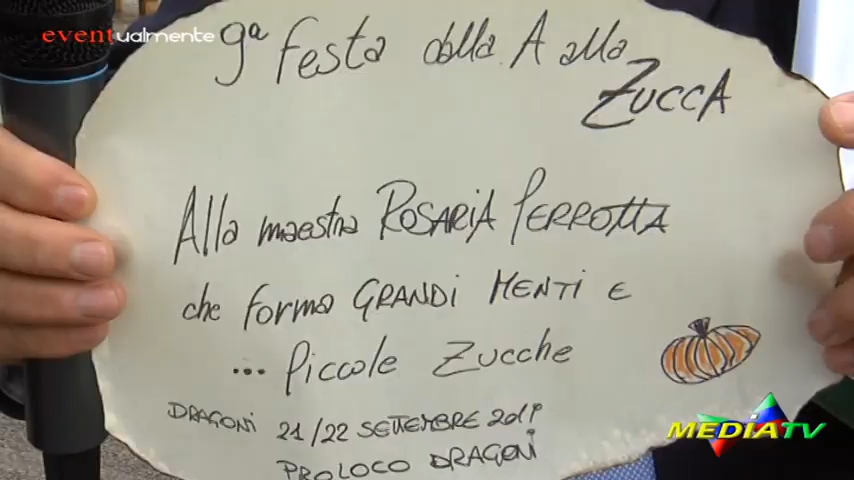 eventualmente
9ª Festa dalla A alla
ZUCCA
Alla maestra ROSARIA PERROTTA
che forma GRANDI MENTI E
... Piccole Zucche
DRAGONI 21/22 SETTEMBRE
PROLOCO DRAGONI
MEDIATV